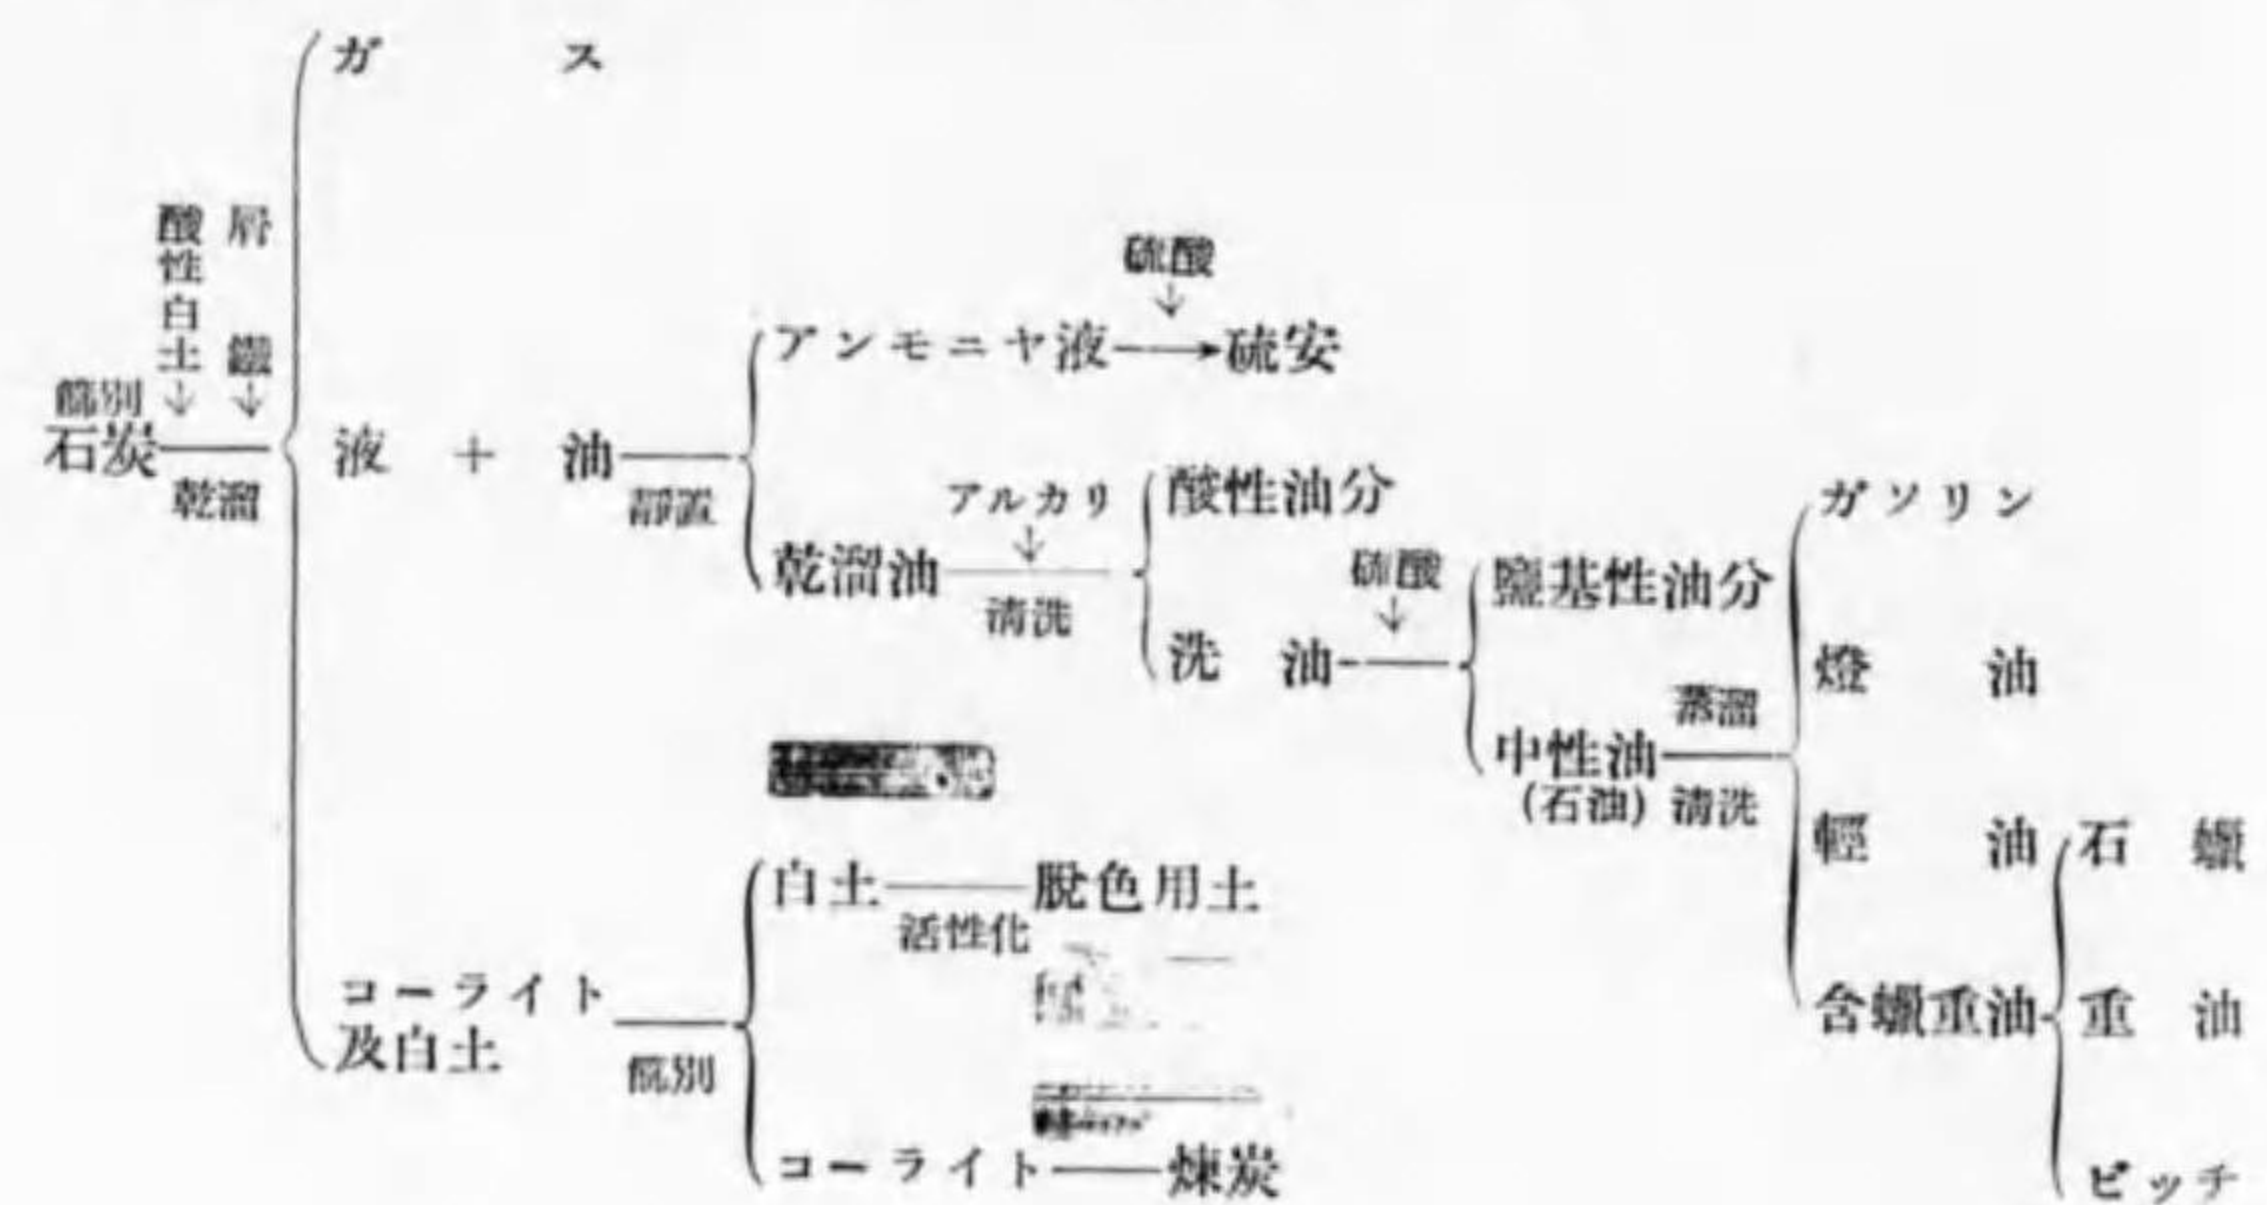 ガス
酸性白土
屑鐵
篩別
石炭
乾溜
液 + 油
靜置
アンモニヤ液
硫酸
硫安
乾溜油
アルカリ
清洗
酸性油分
洗油
硫酸
鹽基性油分
中性油
(石油)
蒸溜
清洗
ガソリン
燈油
輕油
含蠟重油
石蠟
重油
ピッチ
コーライト
及白土
篩別
白土
活性化
脫色用土
コーライト
煉炭